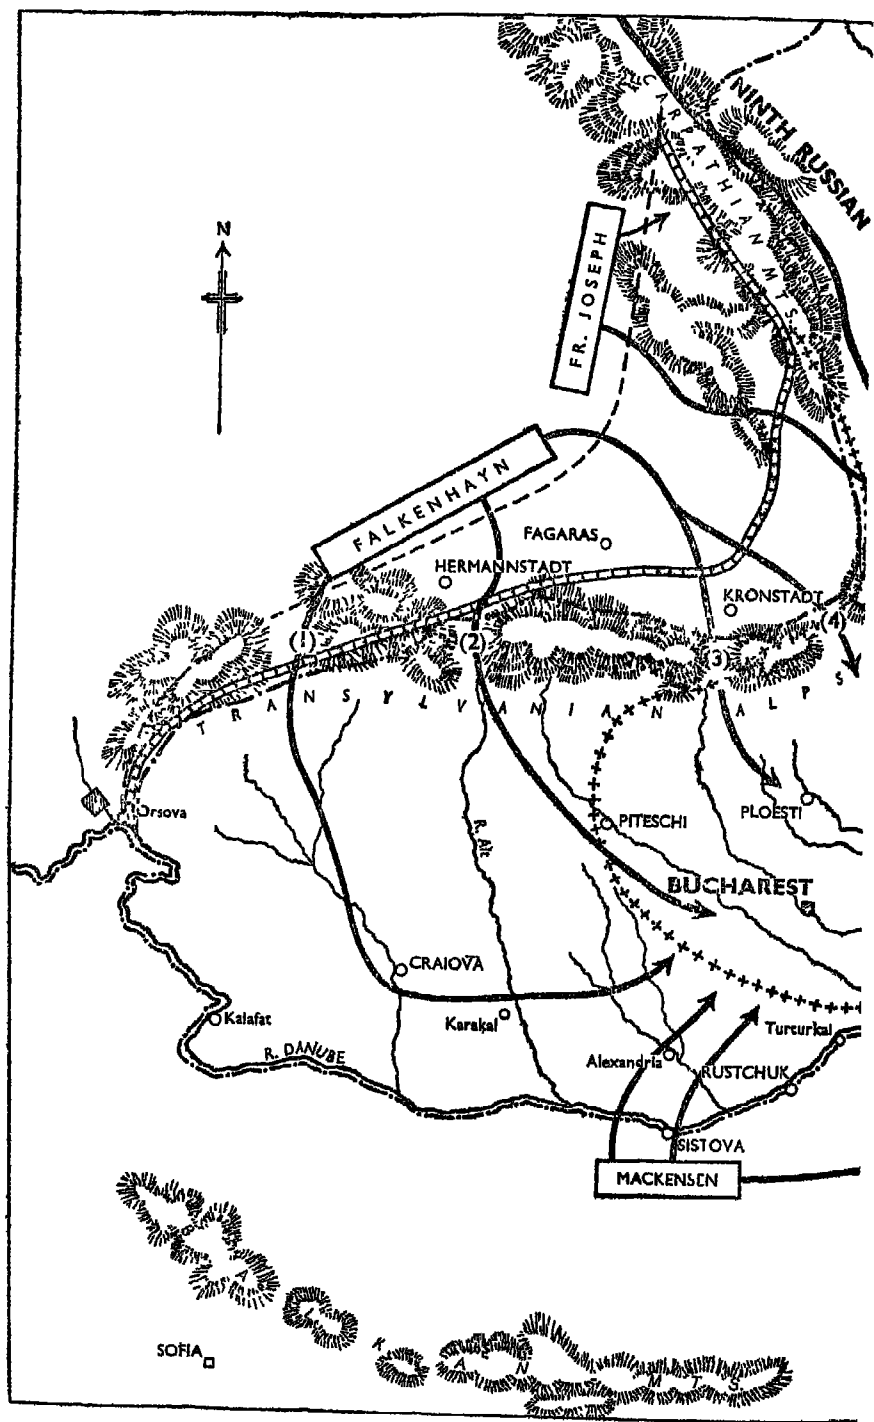 CARPATHIAN MTS
NINTH RUSSIAN
N
FR. JOSEPH
FALKENHAYN
FAGARAS
HERMANNSTADT
KRONSTADT
(1)
(2)
(3)
(4)
TRANSYLVANIAN ALPS
Orsova
PITESCHI
PLOESTI
R. Alt
BUCHAREST
CRAIOVA
Kalafat
Karakal
Turturkai
R. DANUBE
Alexandria
RUSTCHUK
SISTOVA
MACKENSEN
BALKAN MTS
SOFIA